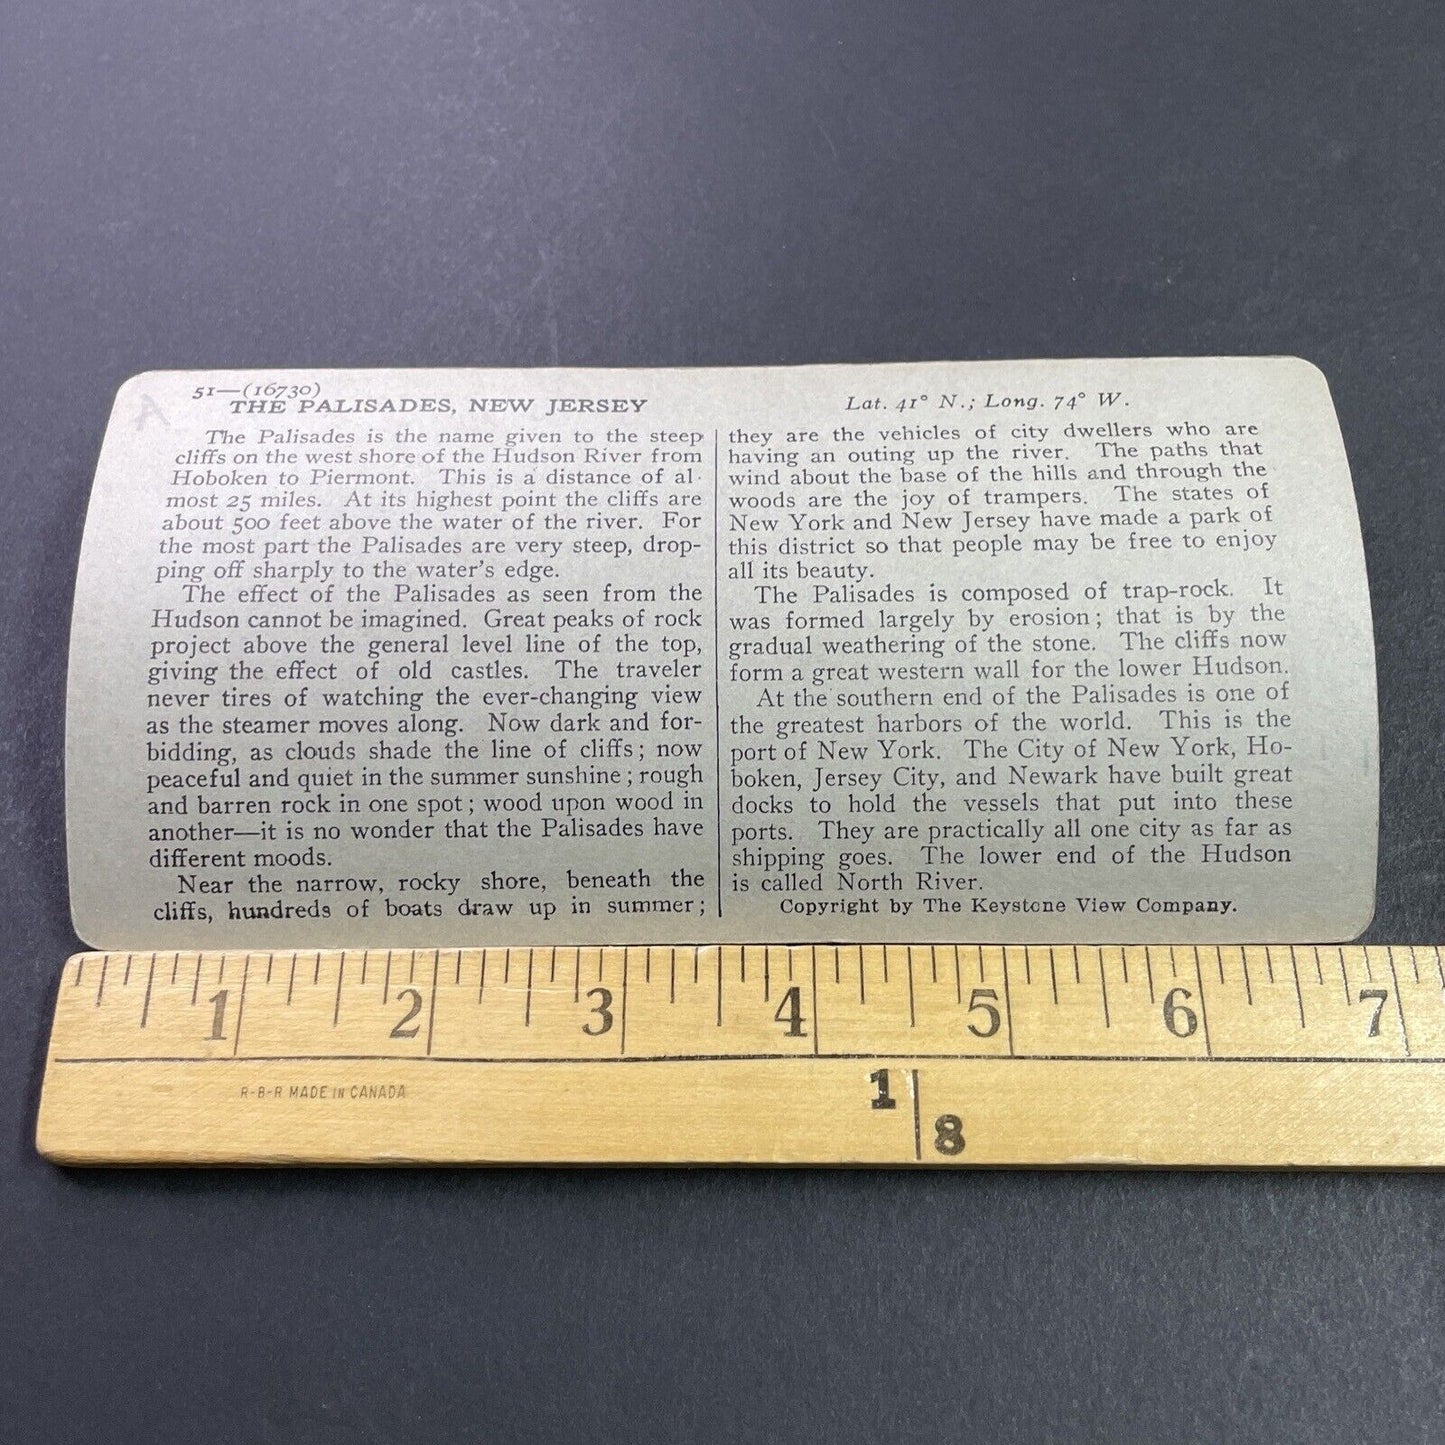 51—(16730)
THE PALISADES, NEW JERSEY
Lat. 41° N.; Long. 74° W.
The Palisades is the name given to the steep
cliffs on the west shore of the Hudson River from
Hoboken to Piermont. This is a distance of al-
most 25 miles. At its highest point the cliffs are
about 500 feet above the water of the river. For
the most part the Palisades are very steep, drop-
ping off sharply to the water's edge.
The effect of the Palisades as seen from the
Hudson cannot be imagined. Great peaks of rock
project above the general level line of the top,
giving the effect of old castles. The traveler
never tires of watching the ever-changing view
as the steamer moves along. Now dark and for-
bidding, as clouds shade the line of cliffs; now
peaceful and quiet in the summer sunshine; rough
and barren rock in one spot; wood upon wood in
another—it is no wonder that the Palisades have
different moods.
Near the narrow, rocky shore, beneath the
cliffs, hundreds of boats draw up in summer;
they are the vehicles of city dwellers who are
having an outing up the river. The paths that
wind about the base of the hills and through the
woods are the joy of trampers. The states of
New York and New Jersey have made a park of
this district so that people may be free to enjoy
all its beauty.
The Palisades is composed of trap-rock. It
was formed largely by erosion; that is by the
gradual weathering of the stone. The cliffs now
form a great western wall for the lower Hudson.
At the southern end of the Palisades is one of
the greatest harbors of the world. This is the
port of New York. The City of New York, Ho-
boken, Jersey City, and Newark have built great
docks to hold the vessels that put into these
ports. They are practically all one city as far as
shipping goes. The lower end of the Hudson
is called North River.
Copyright by The Keystone View Company.
A
1 2 3 4 5 6 7
R-B-R MADE IN CANADA
1
8